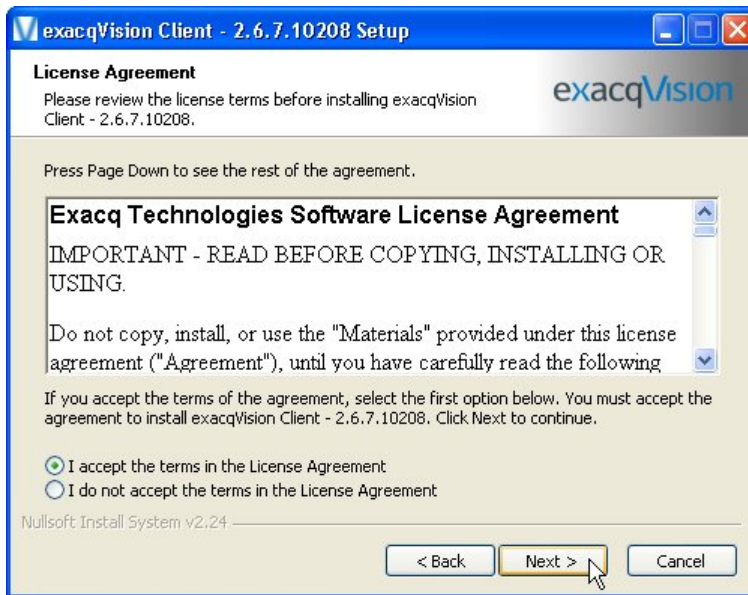 exacqVision Client - 2.6.7.10208 Setup
License Agreement
Please review the license terms before installing exacqVision
Client - 2.6.7.10208.
exacqVision
Press Page Down to see the rest of the agreement.
Exacq Technologies Software License Agreement
IMPORTANT - READ BEFORE COPYING, INSTALLING OR
USING.
Do not copy, install, or use the "Materials" provided under this license
agreement ("Agreement"), until you have carefully read the following
If you accept the terms of the agreement, select the first option below. You must accept the
agreement to install exacqVision Client - 2.6.7.10208. Click Next to continue.
I accept the terms in the License Agreement
I do not accept the terms in the License Agreement
Nullsoft Install System v2.24
< Back Next > Cancel